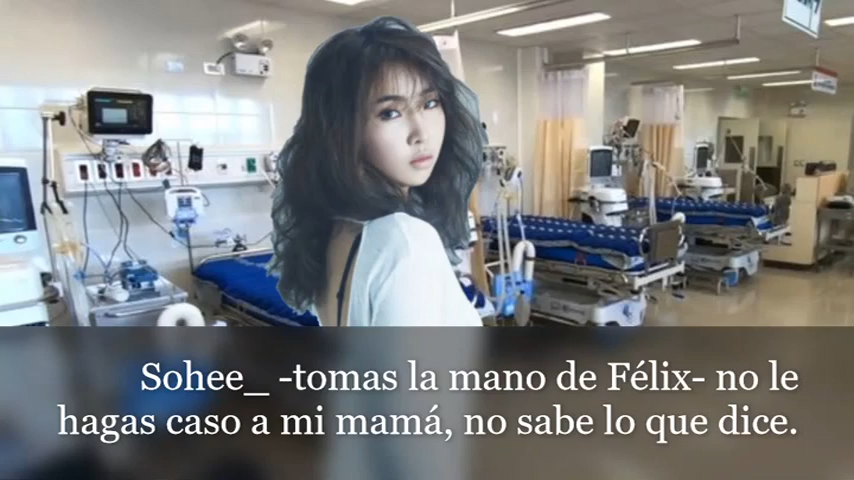 Sohee_ -tomas la mano de Félix- no le
hagas caso a mi mamá, no sabe lo que dice.